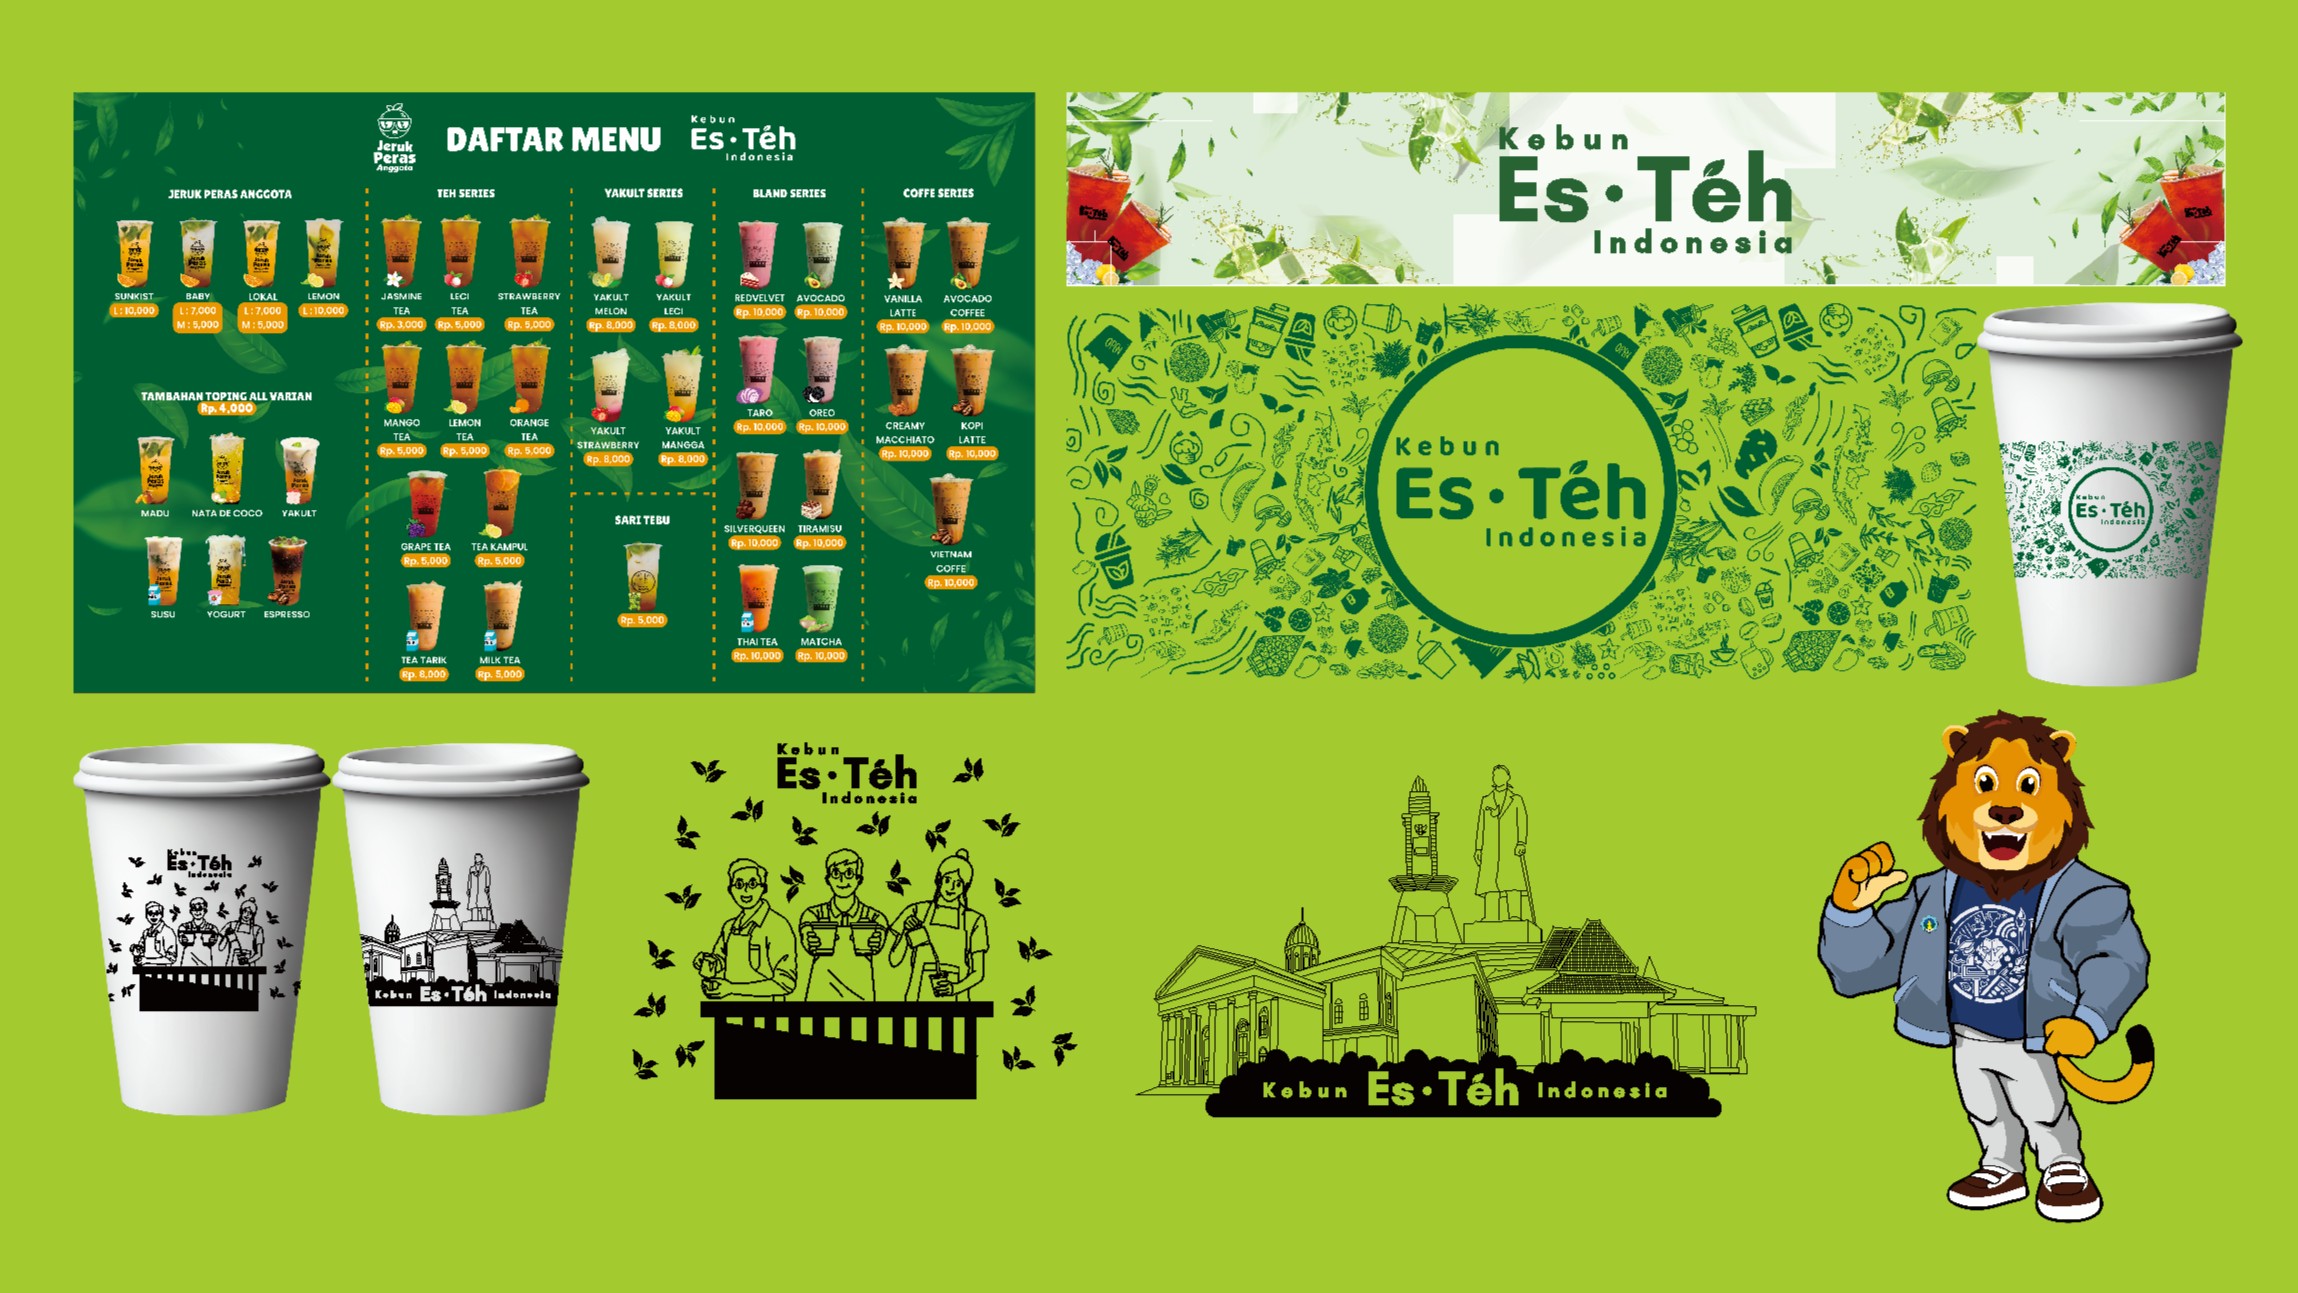 Jeruk
Peras
Anggota
DAFTAR MENU
Kebun
Es·Téh
Indonesia
JERUK PERAS ANGGOTA
SUNKIST
L : 10,000
BABY
L : 7,000
M : 5,000
LOKAL
L : 7,000
M : 5,000
LEMON
L : 10,000
TAMBAHAN TOPING ALL VARIAN
Rp. 4,000
MADU
NATA DE COCO
YAKULT
SUSU
YOGURT
ESPRESSO
TEH SERIES
JASMINE
TEA
Rp. 3,000
LECI
TEA
Rp. 5,000
STRAWBERRY
TEA
Rp. 5,000
MANGO
TEA
Rp. 5,000
LEMON
TEA
Rp. 5,000
ORANGE
TEA
Rp. 5,000
GRAPE TEA
Rp. 5,000
TEA KAMPUL
Rp. 5,000
TEA TARIK
Rp. 8,000
MILK TEA
Rp. 5,000
YAKULT SERIES
YAKULT
MELON
Rp. 8,000
YAKULT
LECI
Rp. 8,000
YAKULT
STRAWBERRY
Rp. 8,000
YAKULT
MANGGA
Rp. 8,000
SARI TEBU
Rp. 5,000
BLAND SERIES
REDVELVET
Rp. 10,000
AVOCADO
Rp. 10,000
TARO
Rp. 10,000
OREO
Rp. 10,000
SILVERQUEEN
Rp. 10,000
TIRAMISU
Rp. 10,000
THAI TEA
Rp. 10,000
MATCHA
Rp. 10,000
COFFE SERIES
VANILLA
LATTE
Rp. 10,000
AVOCADO
COFFEE
Rp. 10,000
CREAMY
MACCHIATO
Rp. 10,000
KOPI
LATTE
Rp. 10,000
VIETNAM
COFFE
Rp. 10,000
Kebun
Es·Téh
Indonesia
Kebun
Es·Téh
Indonesia
Kebun
Es·Téh
Indonesia
Kebun
Es·Téh
Indonesia
Kebun Es·Téh Indonesia
Kebun
Es·Téh
Indonesia
Kebun Es·Téh Indonesia